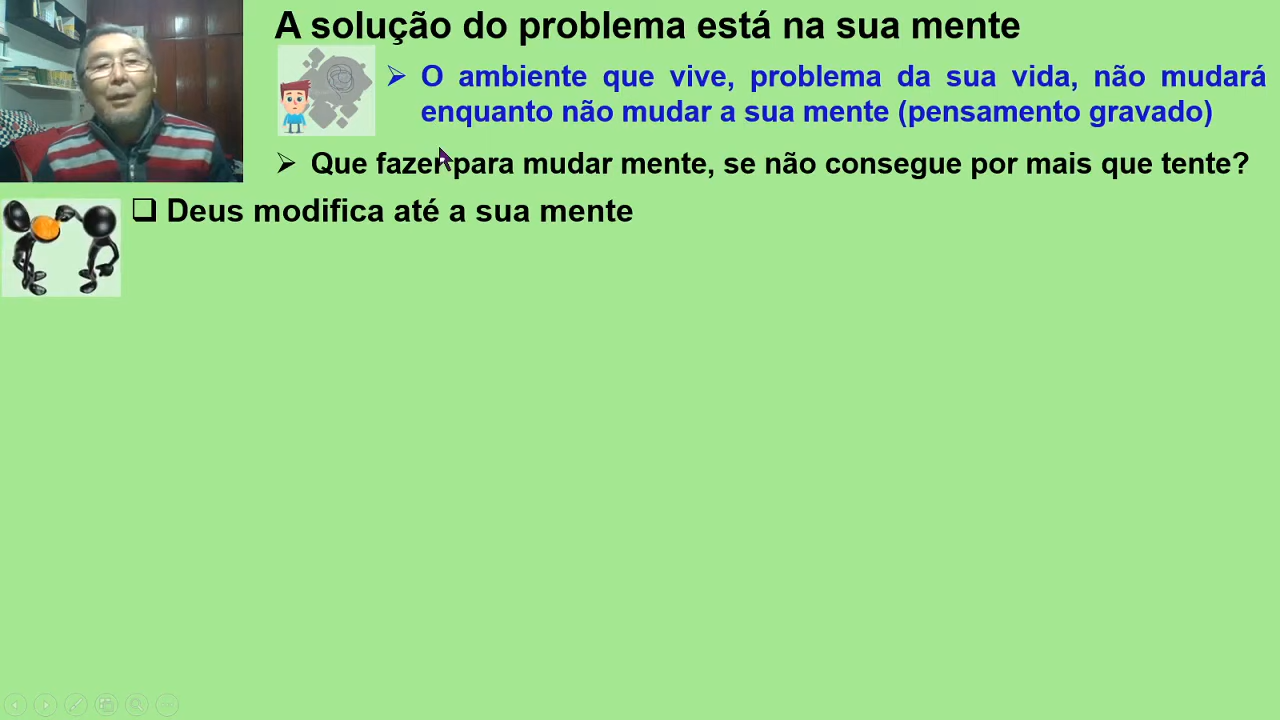 A solução do problema está na sua mente
➢ O ambiente que vive, problema da sua vida, não mudará
enquanto não mudar a sua mente (pensamento gravado)
➢ Que fazer para mudar mente, se não consegue por mais que tente?
❑ Deus modifica até a sua mente